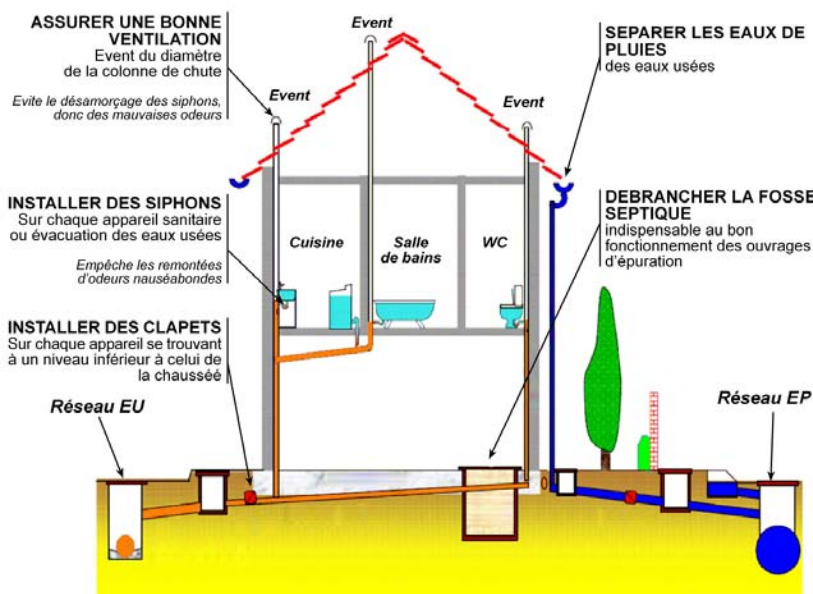 ASSURER UNE BONNE
VENTILATION
Event du diamètre
de la colonne de chute
Evite le désamorçage des siphons,
donc des mauvaises odeurs
Event
Event
Event
SEPARER LES EAUX DE
PLUIES
des eaux usées
INSTALLER DES SIPHONS
Sur chaque appareil sanitaire
ou évacuation des eaux usées
Empêche les remontées
d'odeurs nauséabondes
Cuisine
Salle
de bains
WC
DEBRANCHER LA FOSSE
SEPTIQUE
indispensable au bon
fonctionnement des ouvrages
d'épuration
INSTALLER DES CLAPETS
Sur chaque appareil se trouvant
à un niveau inférieur à celui de
la chausséé
Réseau EU
Réseau EP